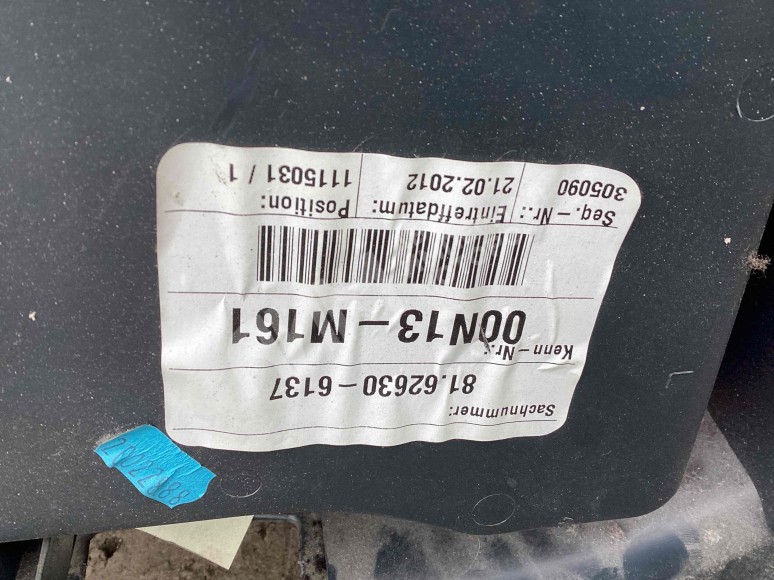 Sachnummer:
81.62630-6137
Kenn-Nr.:
00N13-M161
Seq.-Nr.: Eintreffdatum: Position:
305090 21.02.2012 1115031 / 1